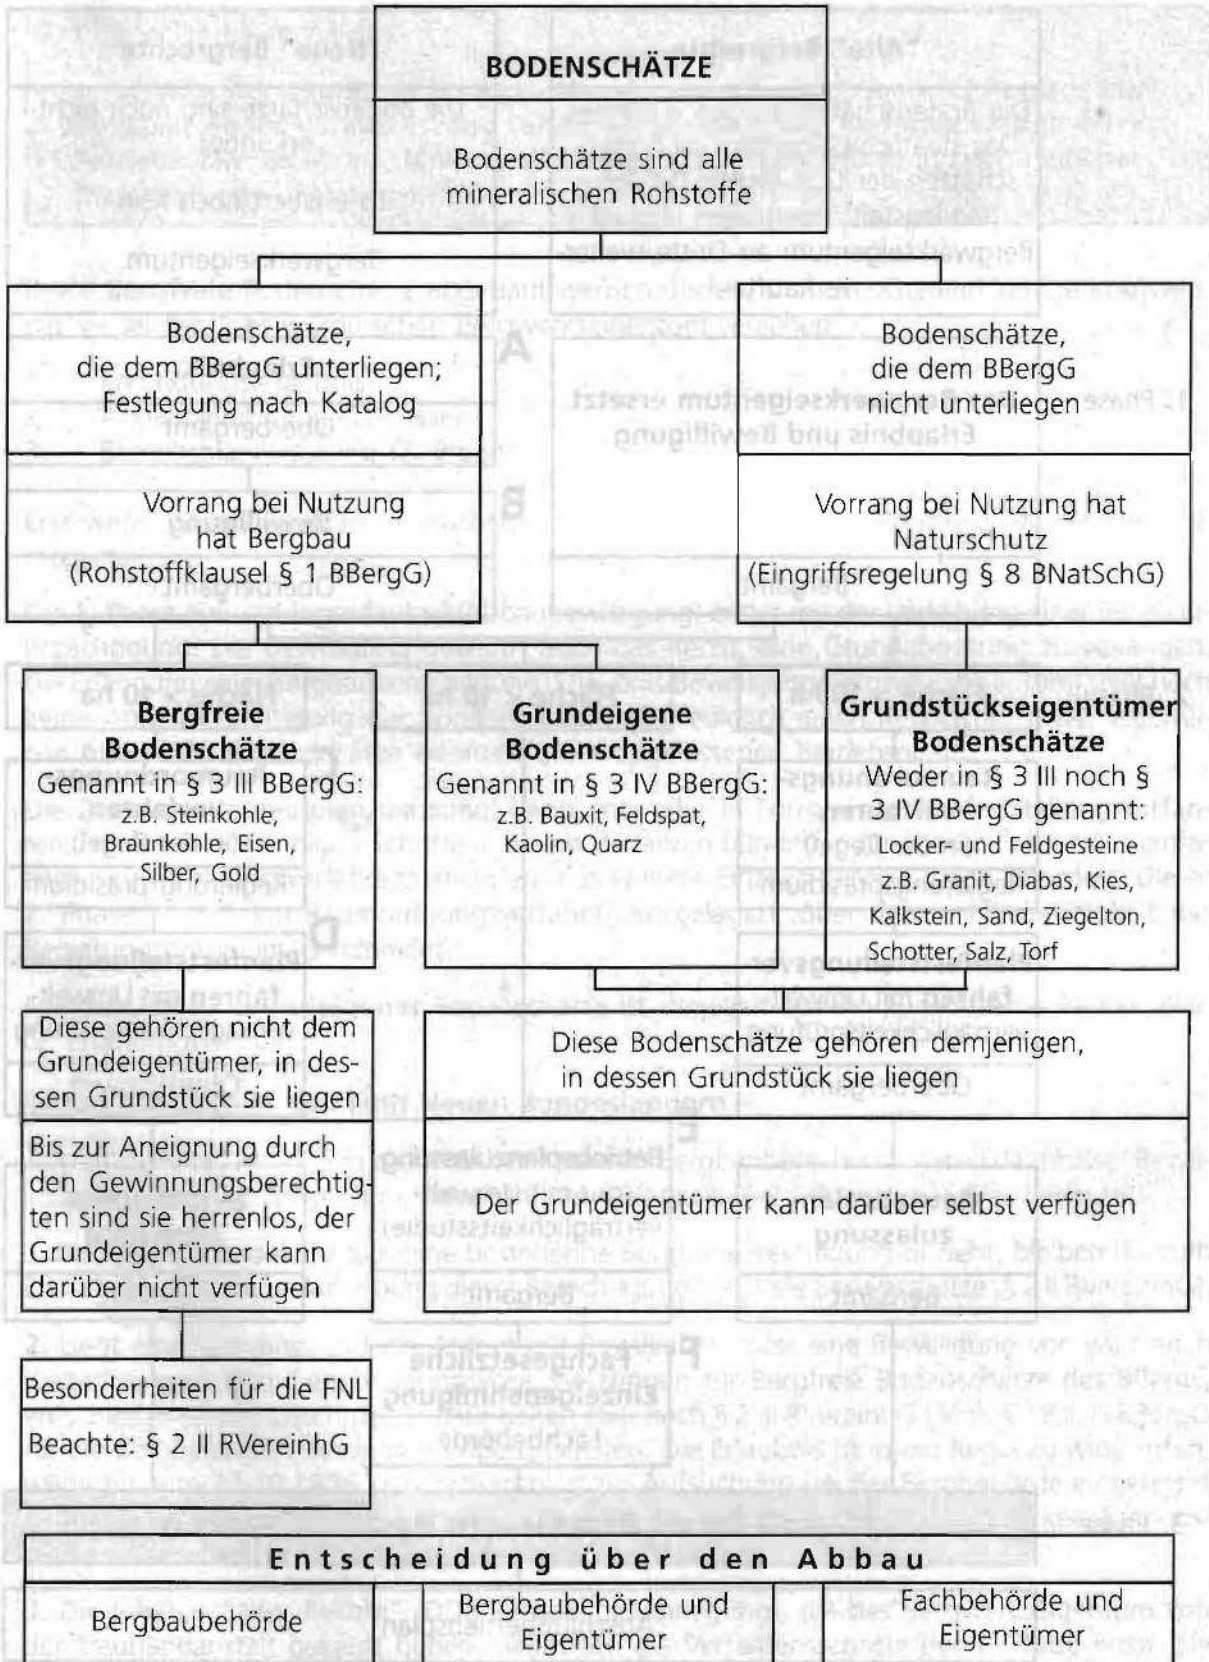 BODENSCHÄTZE
Bodenschätze sind alle
mineralischen Rohstoffe
Bodenschätze,
die dem BBergG unterliegen;
Festlegung nach Katalog
Vorrang bei Nutzung
hat Bergbau
(Rohstoffklausel § 1 BBergG)
Bodenschätze,
die dem BBergG
nicht unterliegen
Vorrang bei Nutzung hat
Naturschutz
(Eingriffsregelung § 8 BNatSchG)
Bergfreie
Bodenschätze
Genannt in § 3 III BBergG:
z.B. Steinkohle,
Braunkohle, Eisen,
Silber, Gold
Grundeigene
Bodenschätze
Genannt in § 3 IV BBergG:
z.B. Bauxit, Feldspat,
Kaolin, Quarz
Grundstückseigentümer
Bodenschätze
Weder in § 3 III noch §
3 IV BBergG genannt:
Locker- und Feldgesteine
z.B. Granit, Diabas, Kies,
Kalkstein, Sand, Ziegelton,
Schotter, Salz, Torf
Diese gehören nicht dem
Grundeigentümer, in des-
sen Grundstück sie liegen
Bis zur Aneignung durch
den Gewinnungsberechtig-
ten sind sie herrenlos, der
Grundeigentümer kann
darüber nicht verfügen
Diese Bodenschätze gehören demjenigen,
in dessen Grundstück sie liegen
Der Grundeigentümer kann darüber selbst verfügen
Besonderheiten für die FNL
Beachte: § 2 II RVereinhG
Entscheidung über den Abbau
Bergbaubehörde
Bergbaubehörde und
Eigentümer
Fachbehörde und
Eigentümer